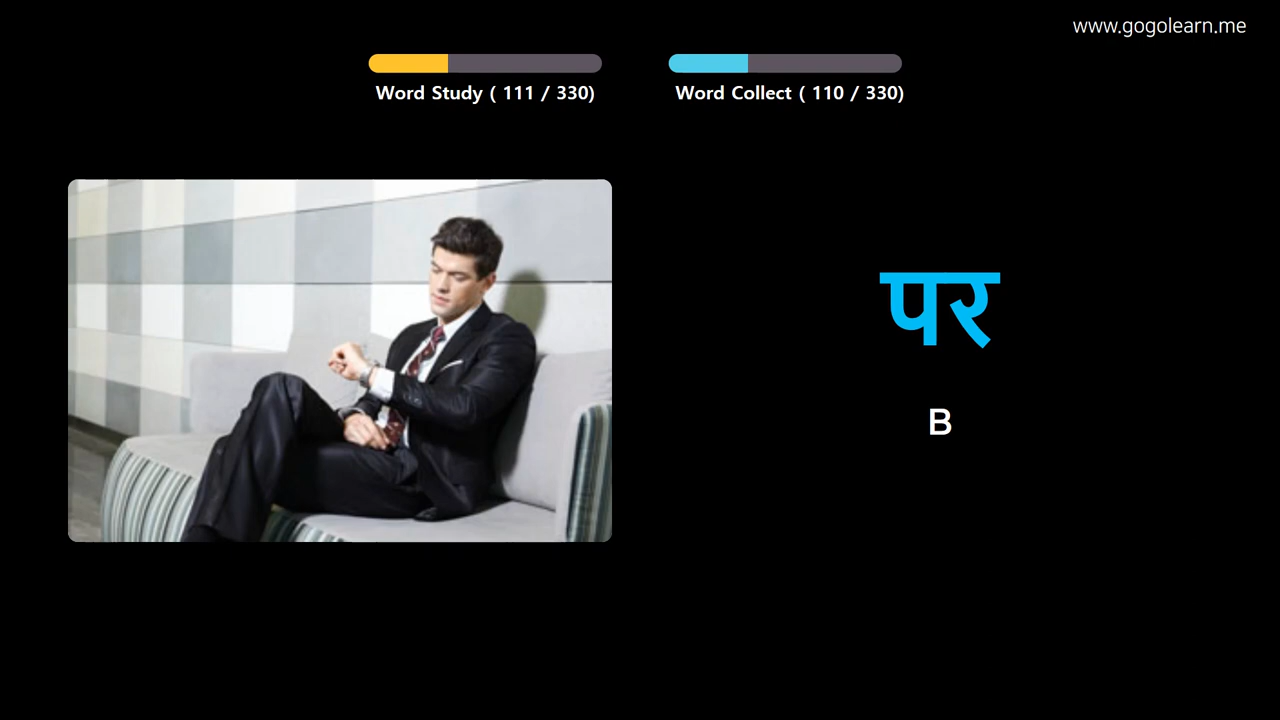 www.gogolearn.me
Word Study ( 111 / 330)
Word Collect ( 110 / 330)
पर
В